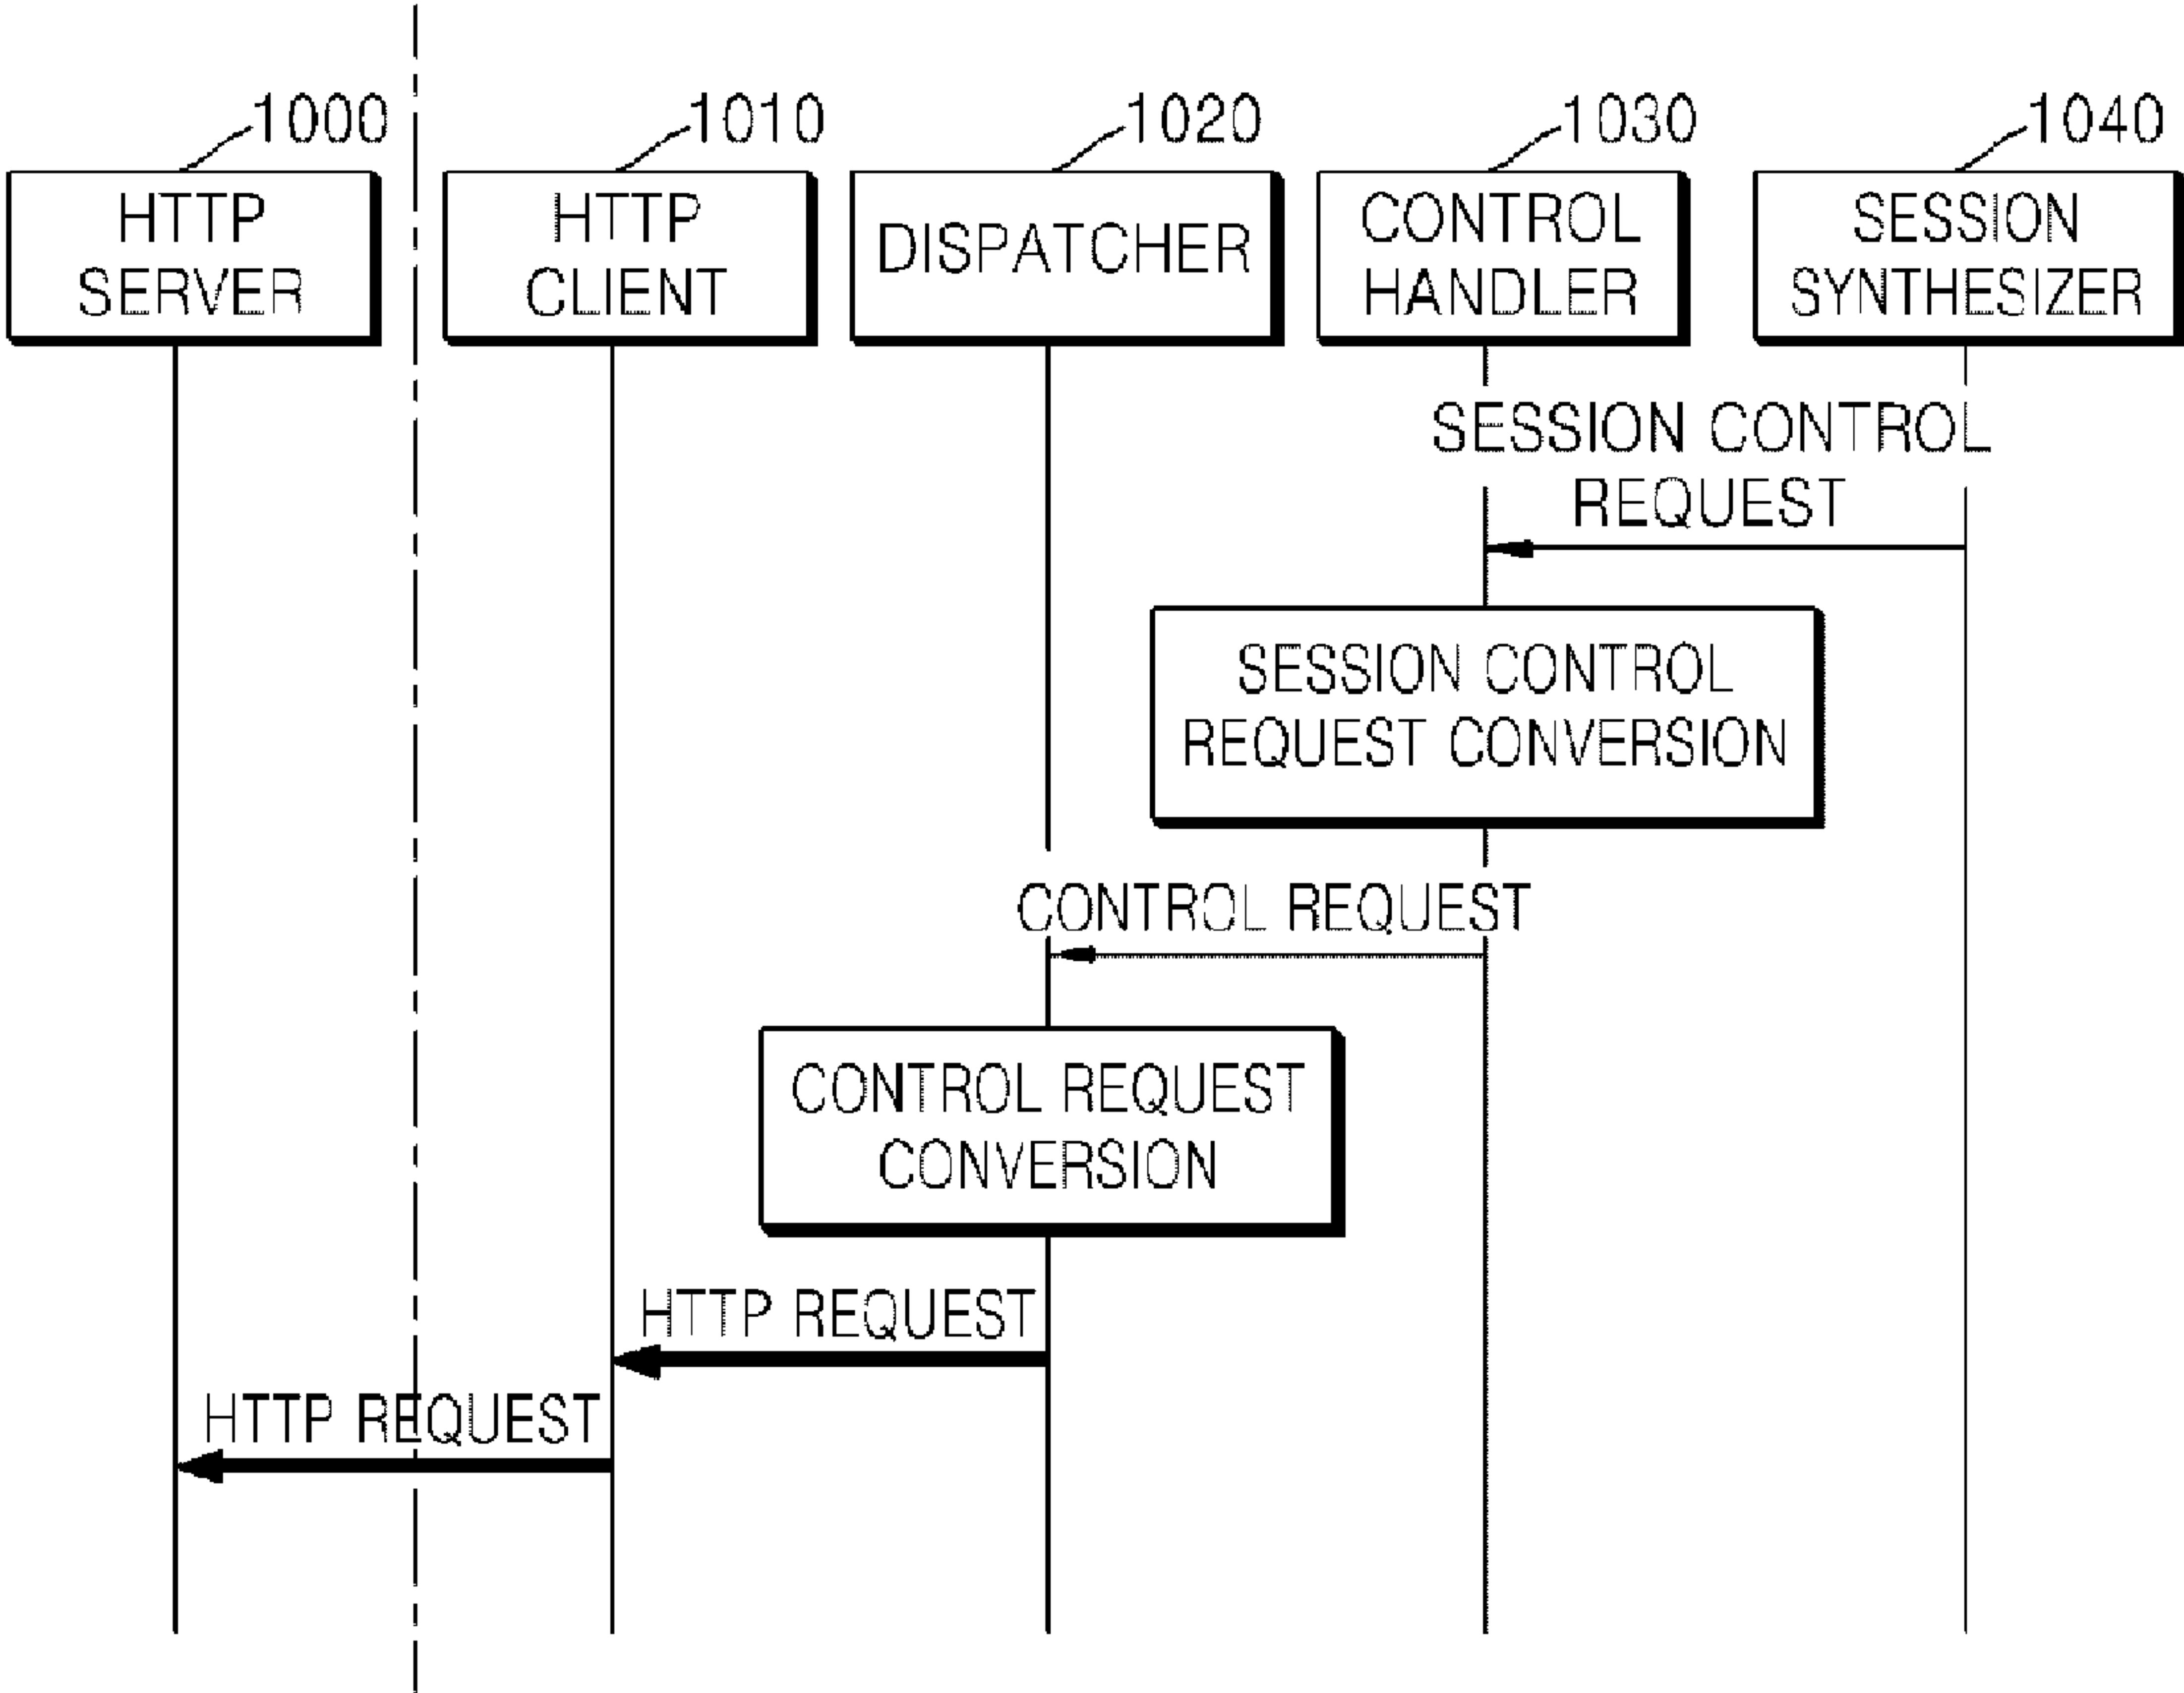 1000
1010
1020
1030
1040
HTTP
SERVER
HTTP
CLIENT
DISPATCHER
CONTROL
HANDLER
SESSION
SYNTHESIZER
SESSION CONTROL
REQUEST
SESSION CONTROL
REQUEST CONVERSION
CONTROL REQUEST
CONTROL REQUEST
CONVERSION
HTTP REQUEST
HTTP REQUEST